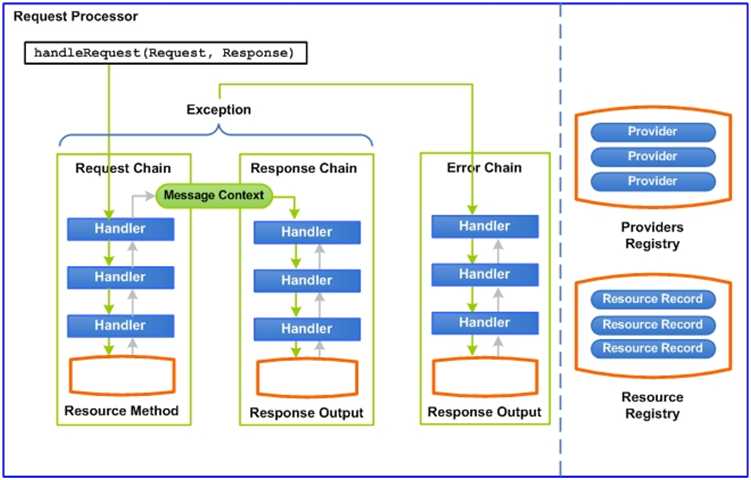 Request Processor
handleRequest(Request, Response)
Exception
Request Chain
Message Context
Handler
Handler
Handler
Resource Method
Response Chain
Handler
Handler
Handler
Response Output
Error Chain
Handler
Handler
Handler
Response Output
Provider
Provider
Provider
Providers
Registry
Resource Record
Resource Record
Resource Record
Resource
Registry